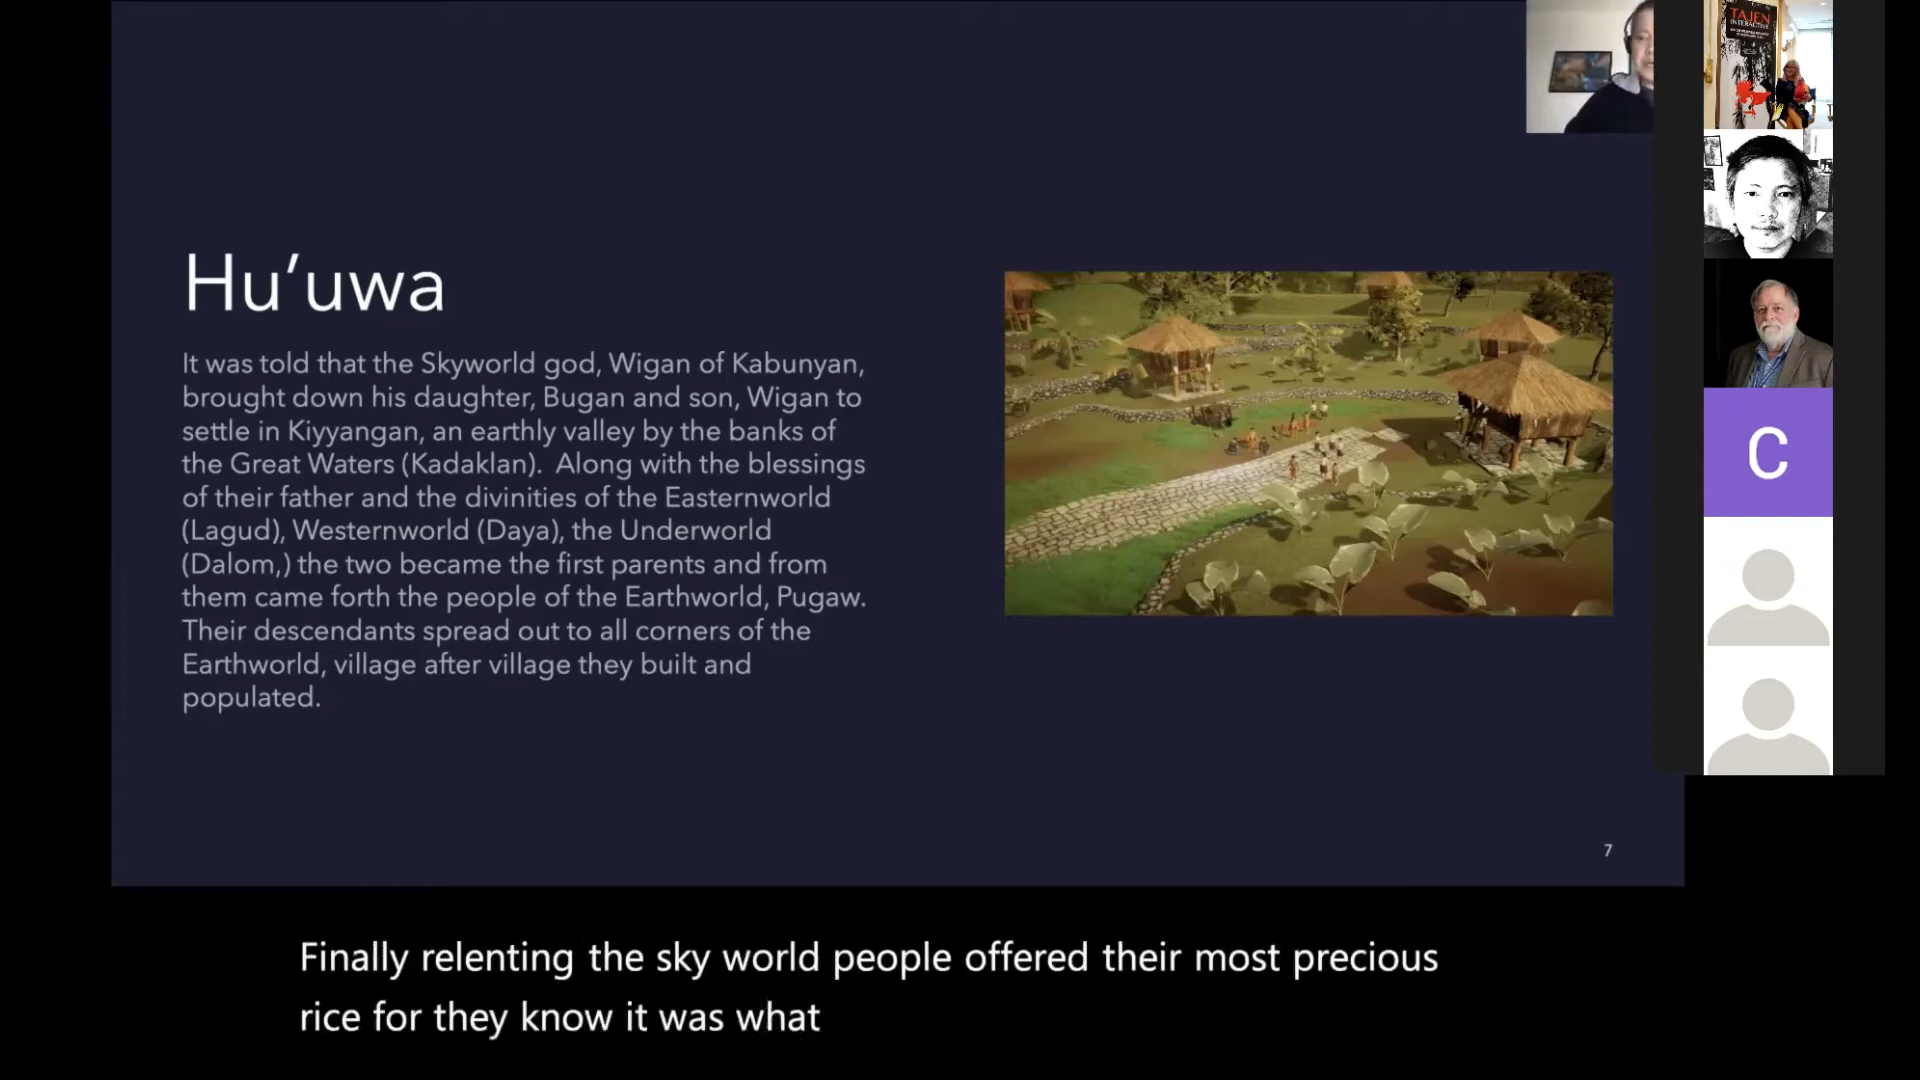 TAJEN
INTERACTIVE
Hu’uwa
It was told that the Skyworld god, Wigan of Kabunyan,
brought down his daughter, Bugan and son, Wigan to
settle in Kiyyangan, an earthly valley by the banks of
the Great Waters (Kadaklan).  Along with the blessings
of their father and the divinities of the Easternworld
(Lagud), Westernworld (Daya), the Underworld
(Dalom,) the two became the first parents and from
them came forth the people of the Earthworld, Pugaw.
Their descendants spread out to all corners of the
Earthworld, village after village they built and
populated.
C
7
Finally relenting the sky world people offered their most precious
rice for they know it was what